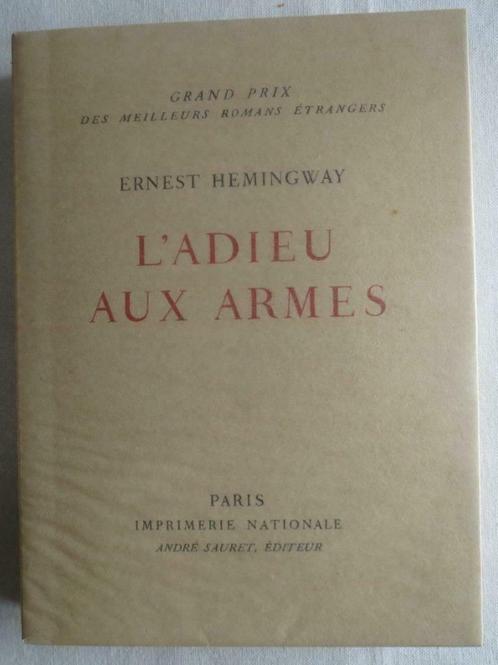 GRAND PRIX
DES MEILLEURS ROMANS ÉTRANGERS
ERNEST HEMINGWAY
L'ADIEU
AUX ARMES
PARIS
IMPRIMERIE NATIONALE
ANDRÉ SAURET, ÉDITEUR